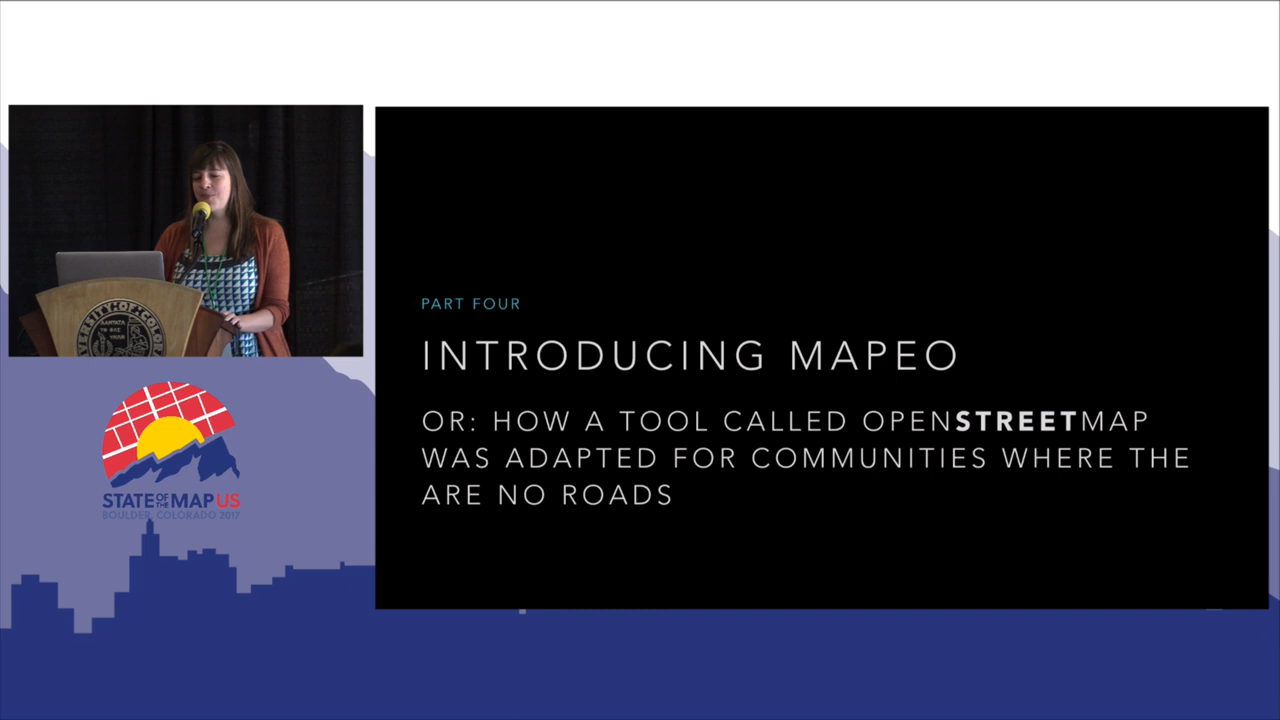 PART FOUR
INTRODUCING MAPEO
OR: HOW A TOOL CALLED OPENSTREETMAP
WAS ADAPTED FOR COMMUNITIES WHERE THE
ARE NO ROADS
STATE OF THE MAP US
BOULDER, COLORADO 2017